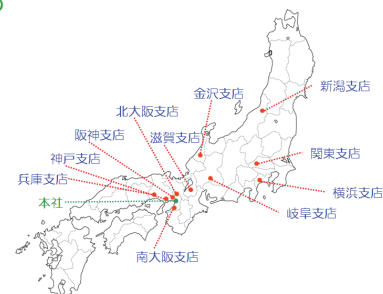 新潟支店
金沢支店
北大阪支店
阪神支店
滋賀支店
神戸支店
関東支店
兵庫支店
横浜支店
本社
岐阜支店
南大阪支店